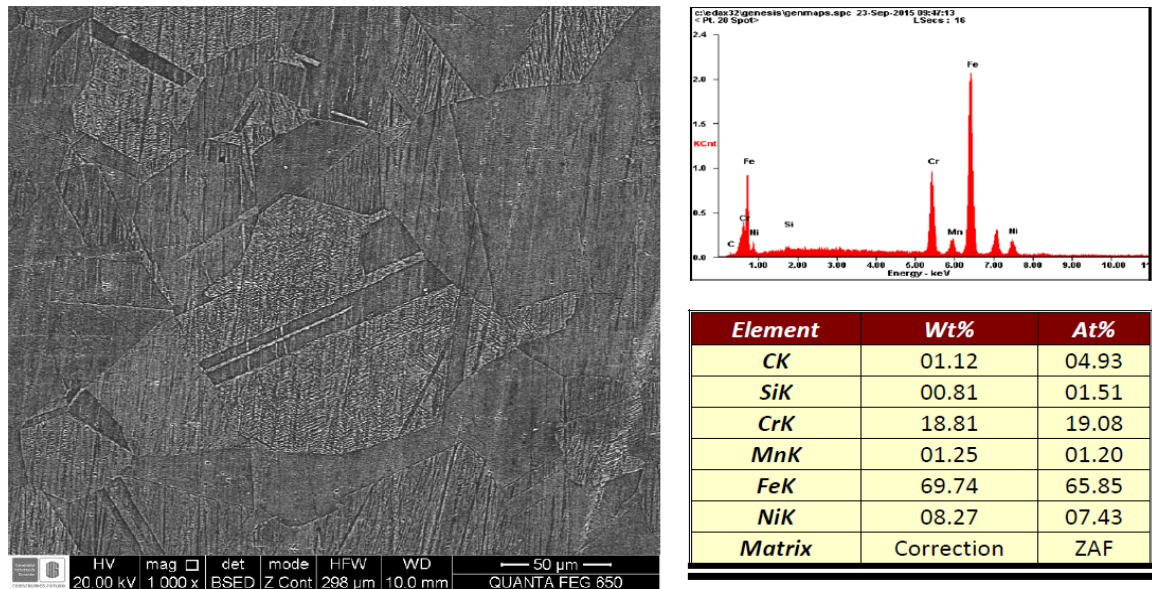 HV mag □ det mode HFW WD 50 µm
20.00 kV 1 000 x BSED Z Cont 298 µm 10.0 mm QUANTA FEG 650
c:\edax32\genesis\genmaps.spc 23-Sep-2015 09:47:13
< Pt. 20 Spot> LSecs : 16
2.4
2.0
1.5
1.0
0.5
0.0
KCnt
C
Cr
Fe
Ni
Si
Cr
Mn
Fe
Ni
1.00 2.00 3.00 4.00 5.00 6.00 7.00 8.00 9.00 10.00
Energy - keV
Element Wt% At%
CK 01.12 04.93
SiK 00.81 01.51
CrK 18.81 19.08
MnK 01.25 01.20
FeK 69.74 65.85
NiK 08.27 07.43
Matrix Correction ZAF